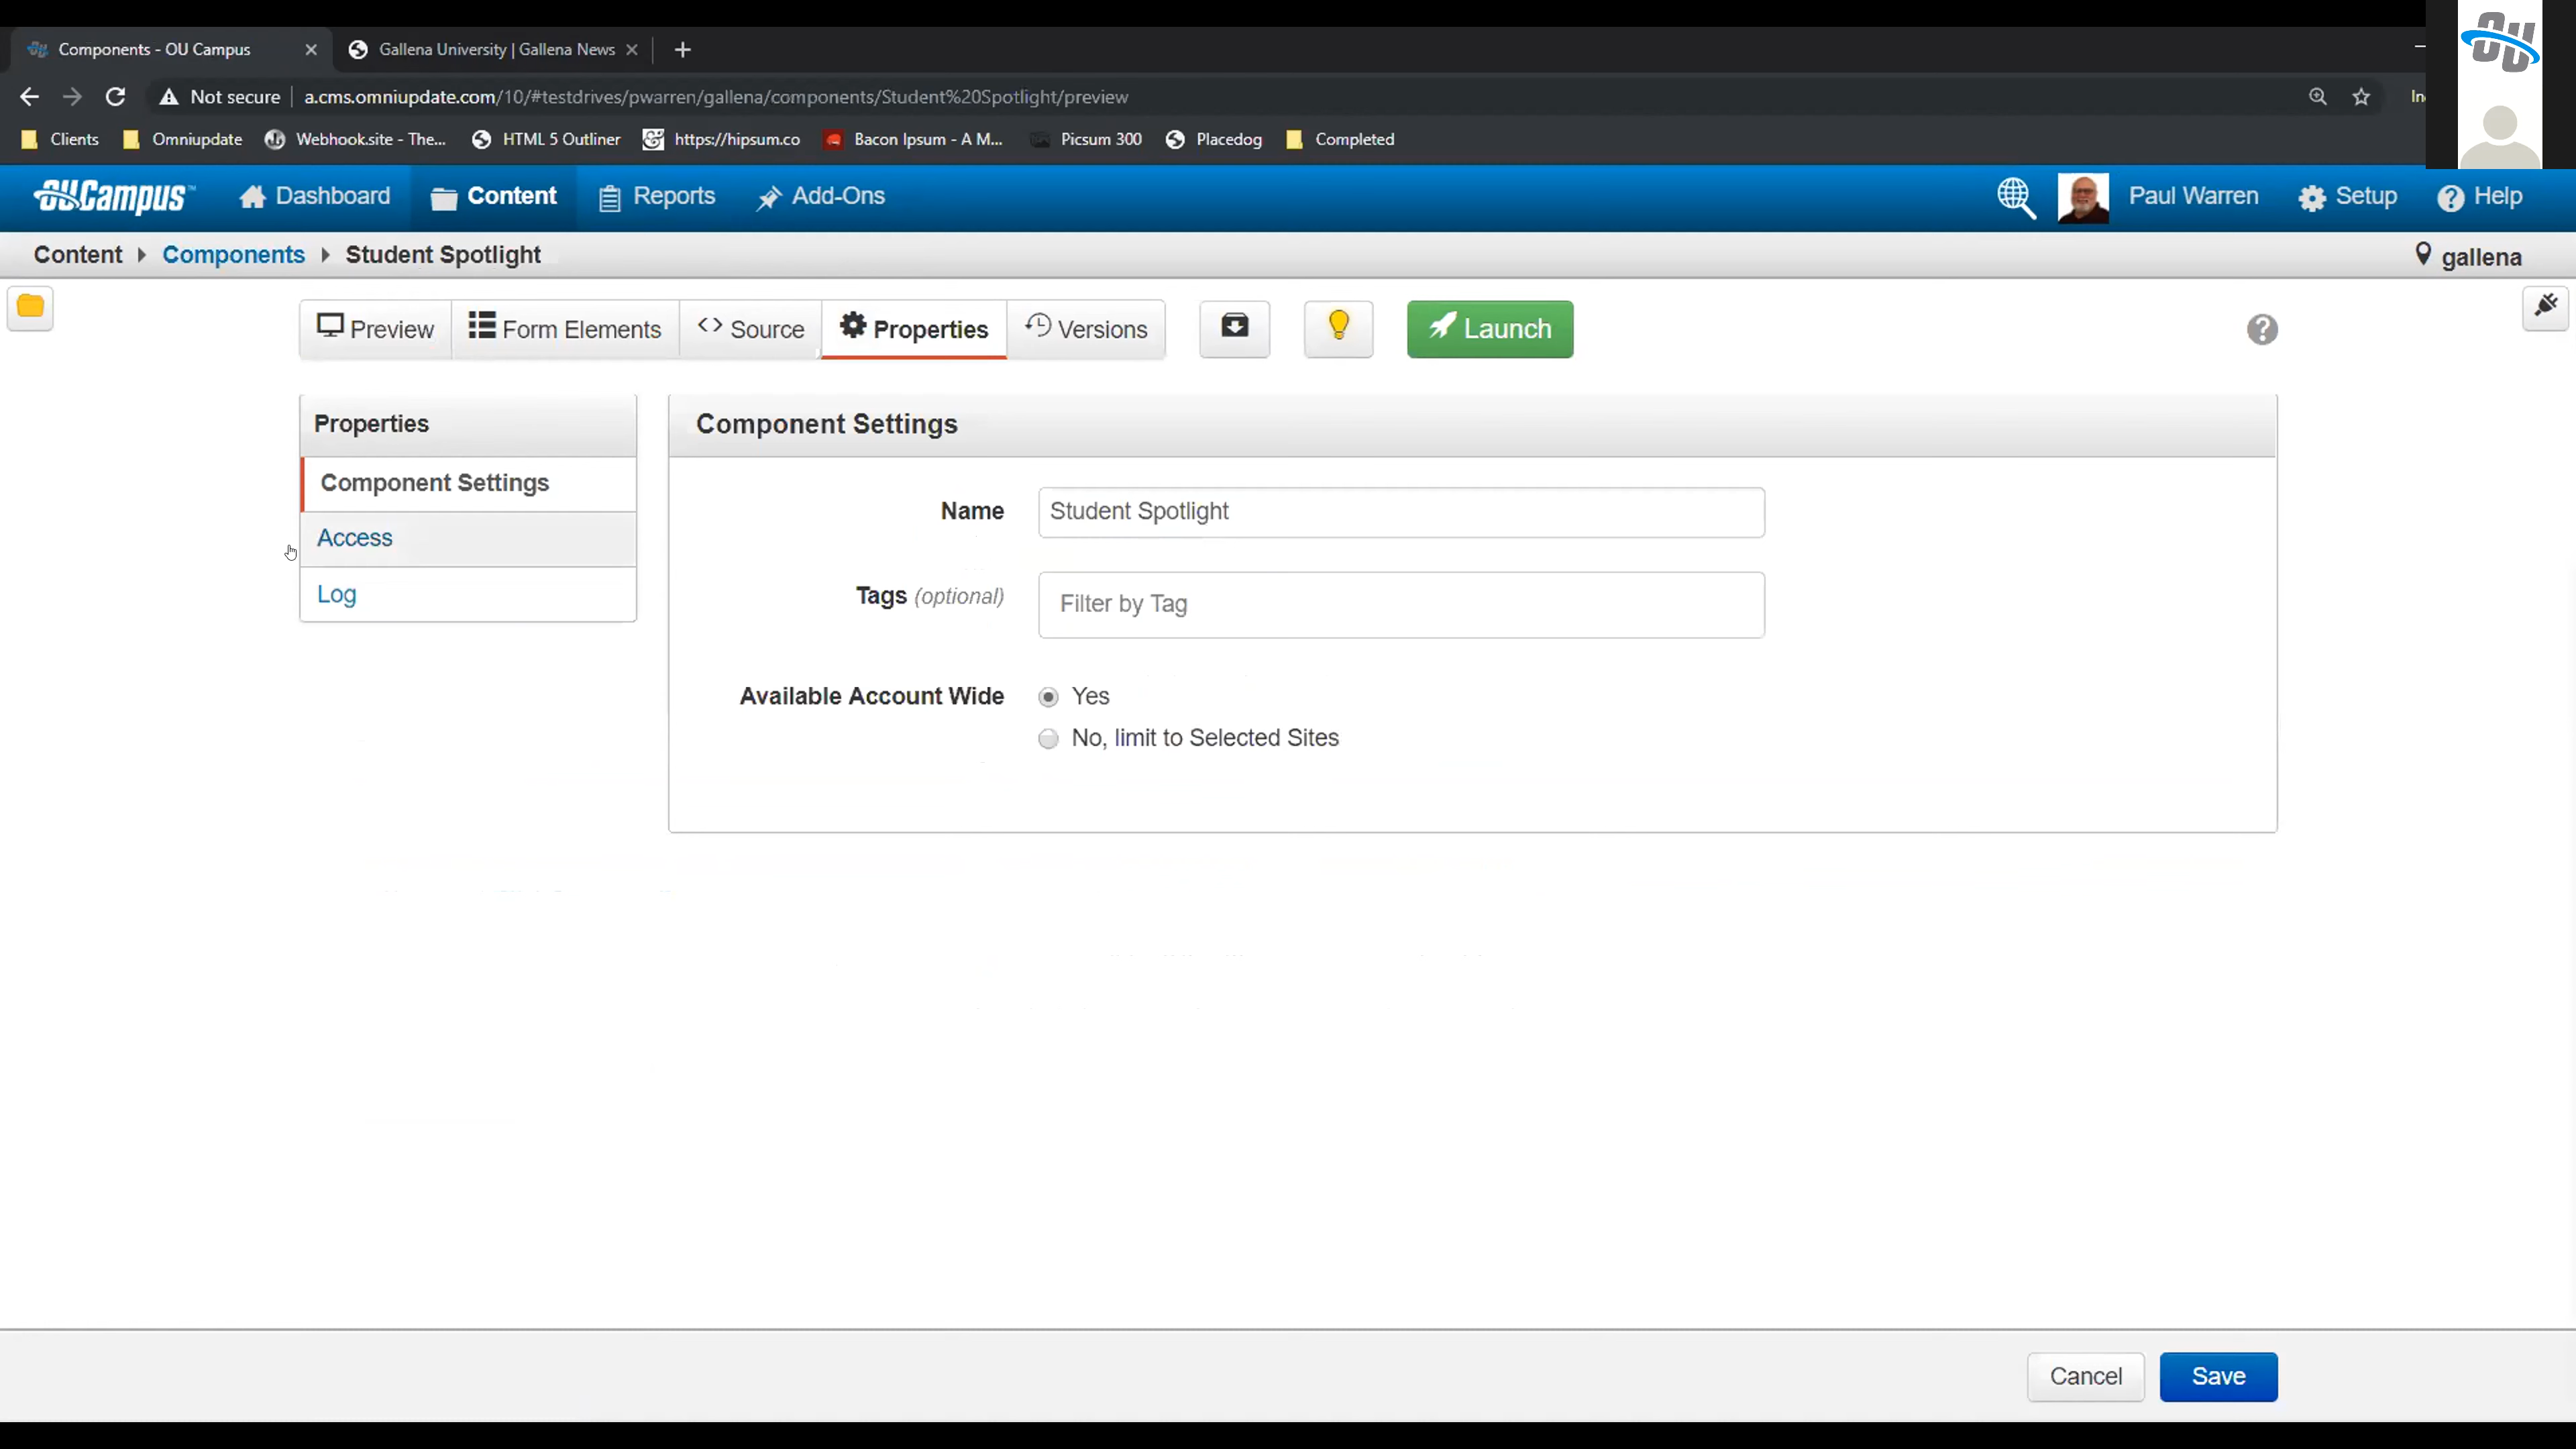 Components - OU Campus
Gallena University | Gallena News
Not secure
a.cms.omniupdate.com/10/#testdrives/pwarren/gallena/components/Student%20Spotlight/preview
Clients
Omniupdate
Webhook.site - The...
HTML 5 Outliner
https://hipsum.co
Bacon Ipsum - A M...
Picsum 300
Placedog
Completed
OU
OUCampus™
Dashboard
Content
Reports
Add-Ons
Paul Warren
Setup
Help
Content
Components
Student Spotlight
gallena
Preview
Form Elements
Source
Properties
Versions
Launch
Properties
Component Settings
Access
Log
Component Settings
Name
Student Spotlight
Tags (optional)
Filter by Tag
Available Account Wide
Yes
No, limit to Selected Sites
Cancel
Save